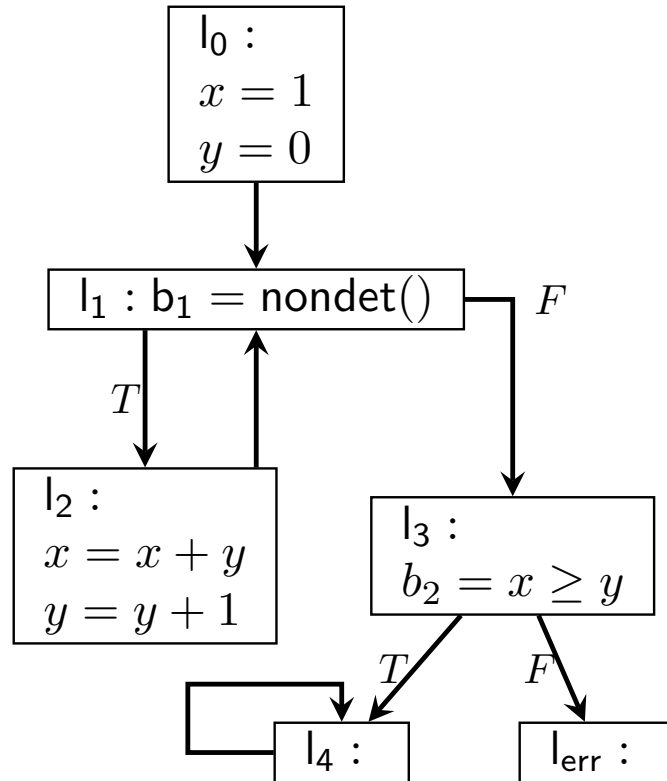 l₀ :
x = 1
y = 0
l₁ : b₁ = nondet()
F
T
l₂ :
x = x + y
y = y + 1
l₃ :
b₂ = x ≥ y
T
F
l₄ :
l_err :